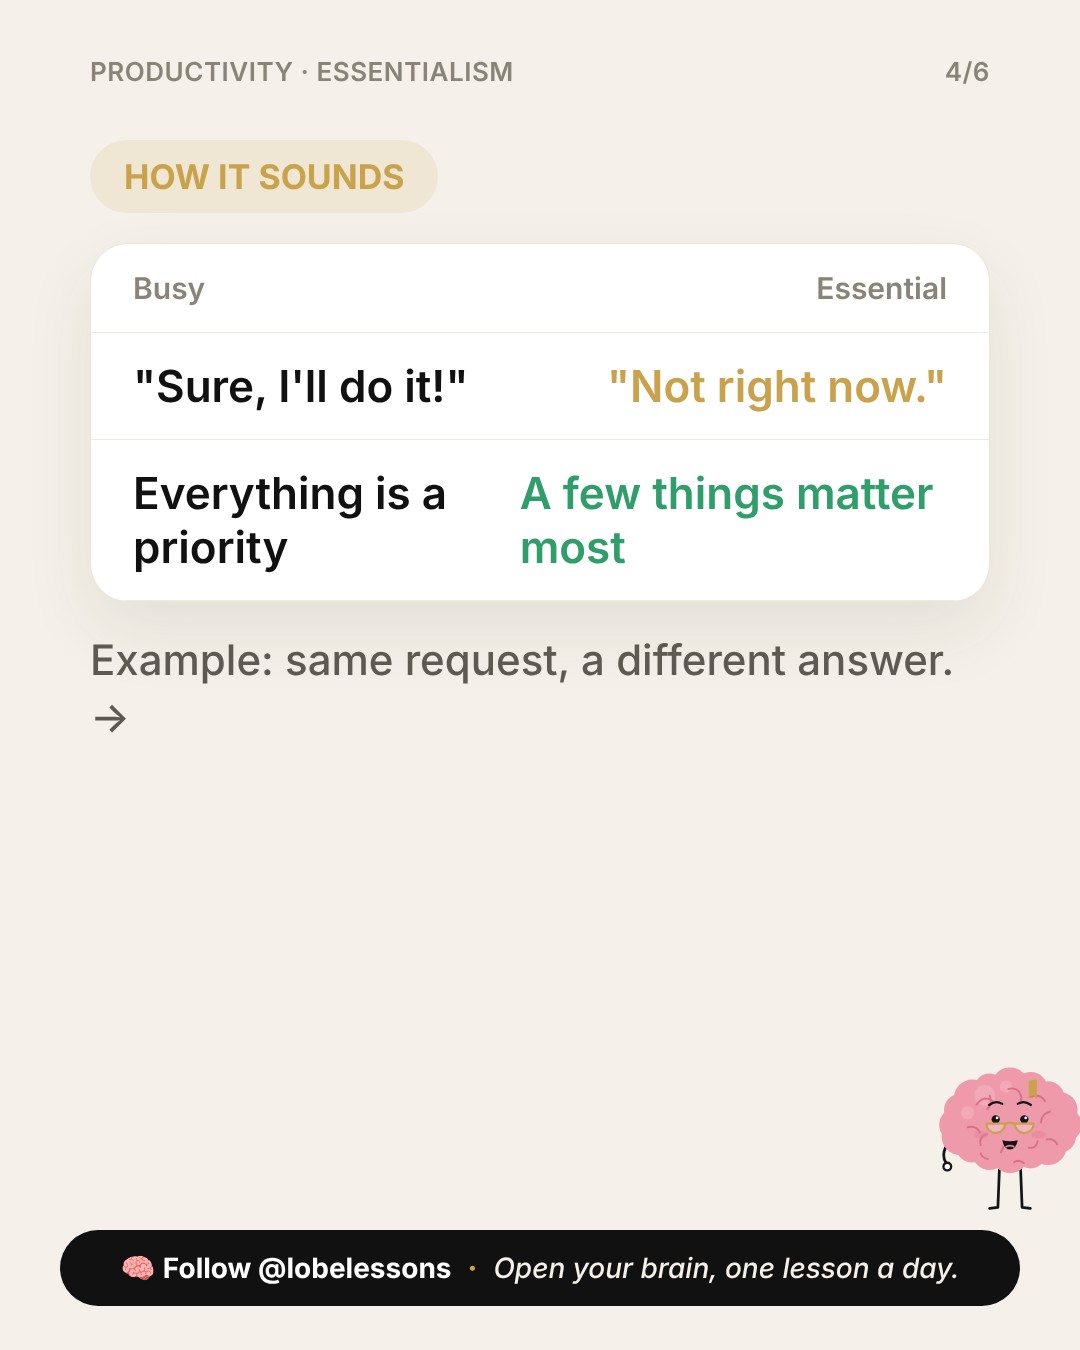 PRODUCTIVITY · ESSENTIALISM 4/6
HOW IT SOUNDS
Busy Essential
"Sure, I'll do it!" "Not right now."
Everything is a priority A few things matter most
Example: same request, a different answer.
→
🧠 Follow @lobelessons · Open your brain, one lesson a day.